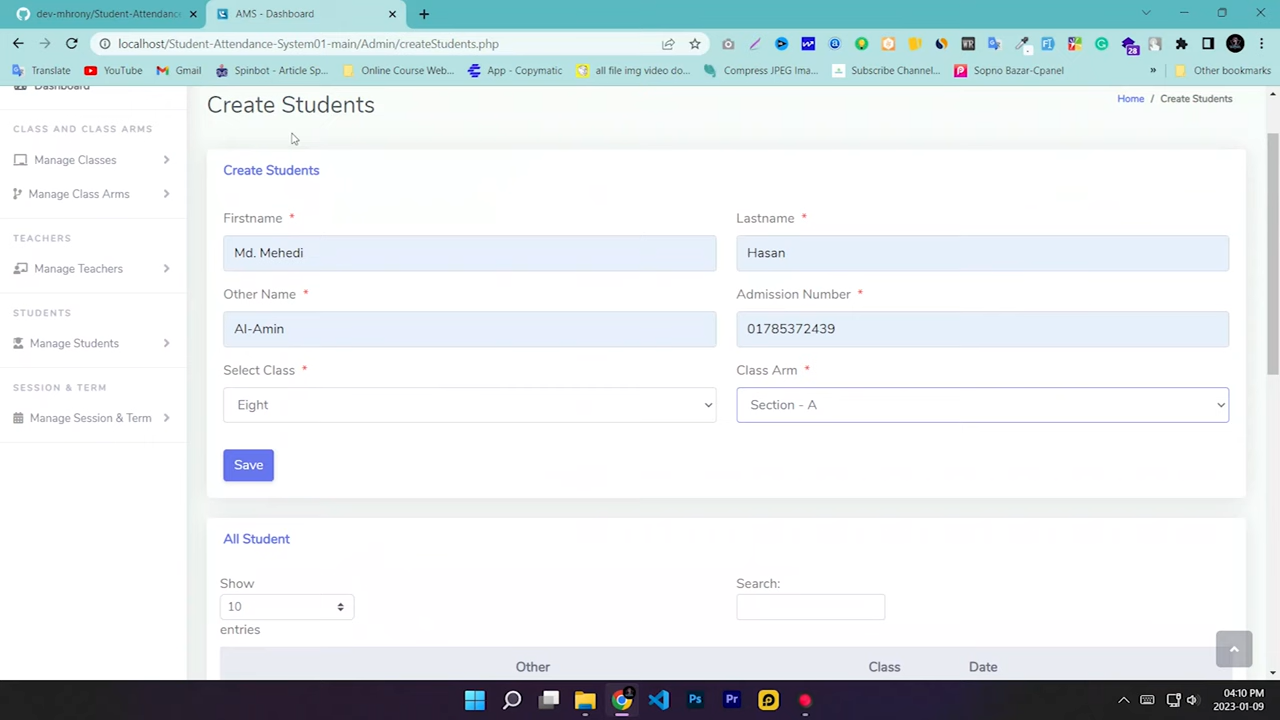 dev-mhrony/Student-Attendanc
AMS - Dashboard
localhost/Student-Attendance-System01-main/Admin/createStudents.php
28
Translate
YouTube
Gmail
Spinbot - Article Sp...
Online Course Web...
App - Copymatic
all file img video do...
Compress JPEG Ima...
Subscribe Channel...
Sopno Bazar-Cpanel
»
Other bookmarks
Dashboard
CLASS AND CLASS ARMS
Manage Classes
Manage Class Arms
TEACHERS
Manage Teachers
STUDENTS
Manage Students
SESSION & TERM
Manage Session & Term
Create Students
Home / Create Students
Create Students
Firstname *
Lastname *
Md. Mehedi
Hasan
Other Name *
Admission Number *
Al-Amin
01785372439
Select Class *
Class Arm *
Eight
Section - A
Save
All Student
Show
Search:
10
entries
Other
Class
Date
04:10 PM
2023-01-09